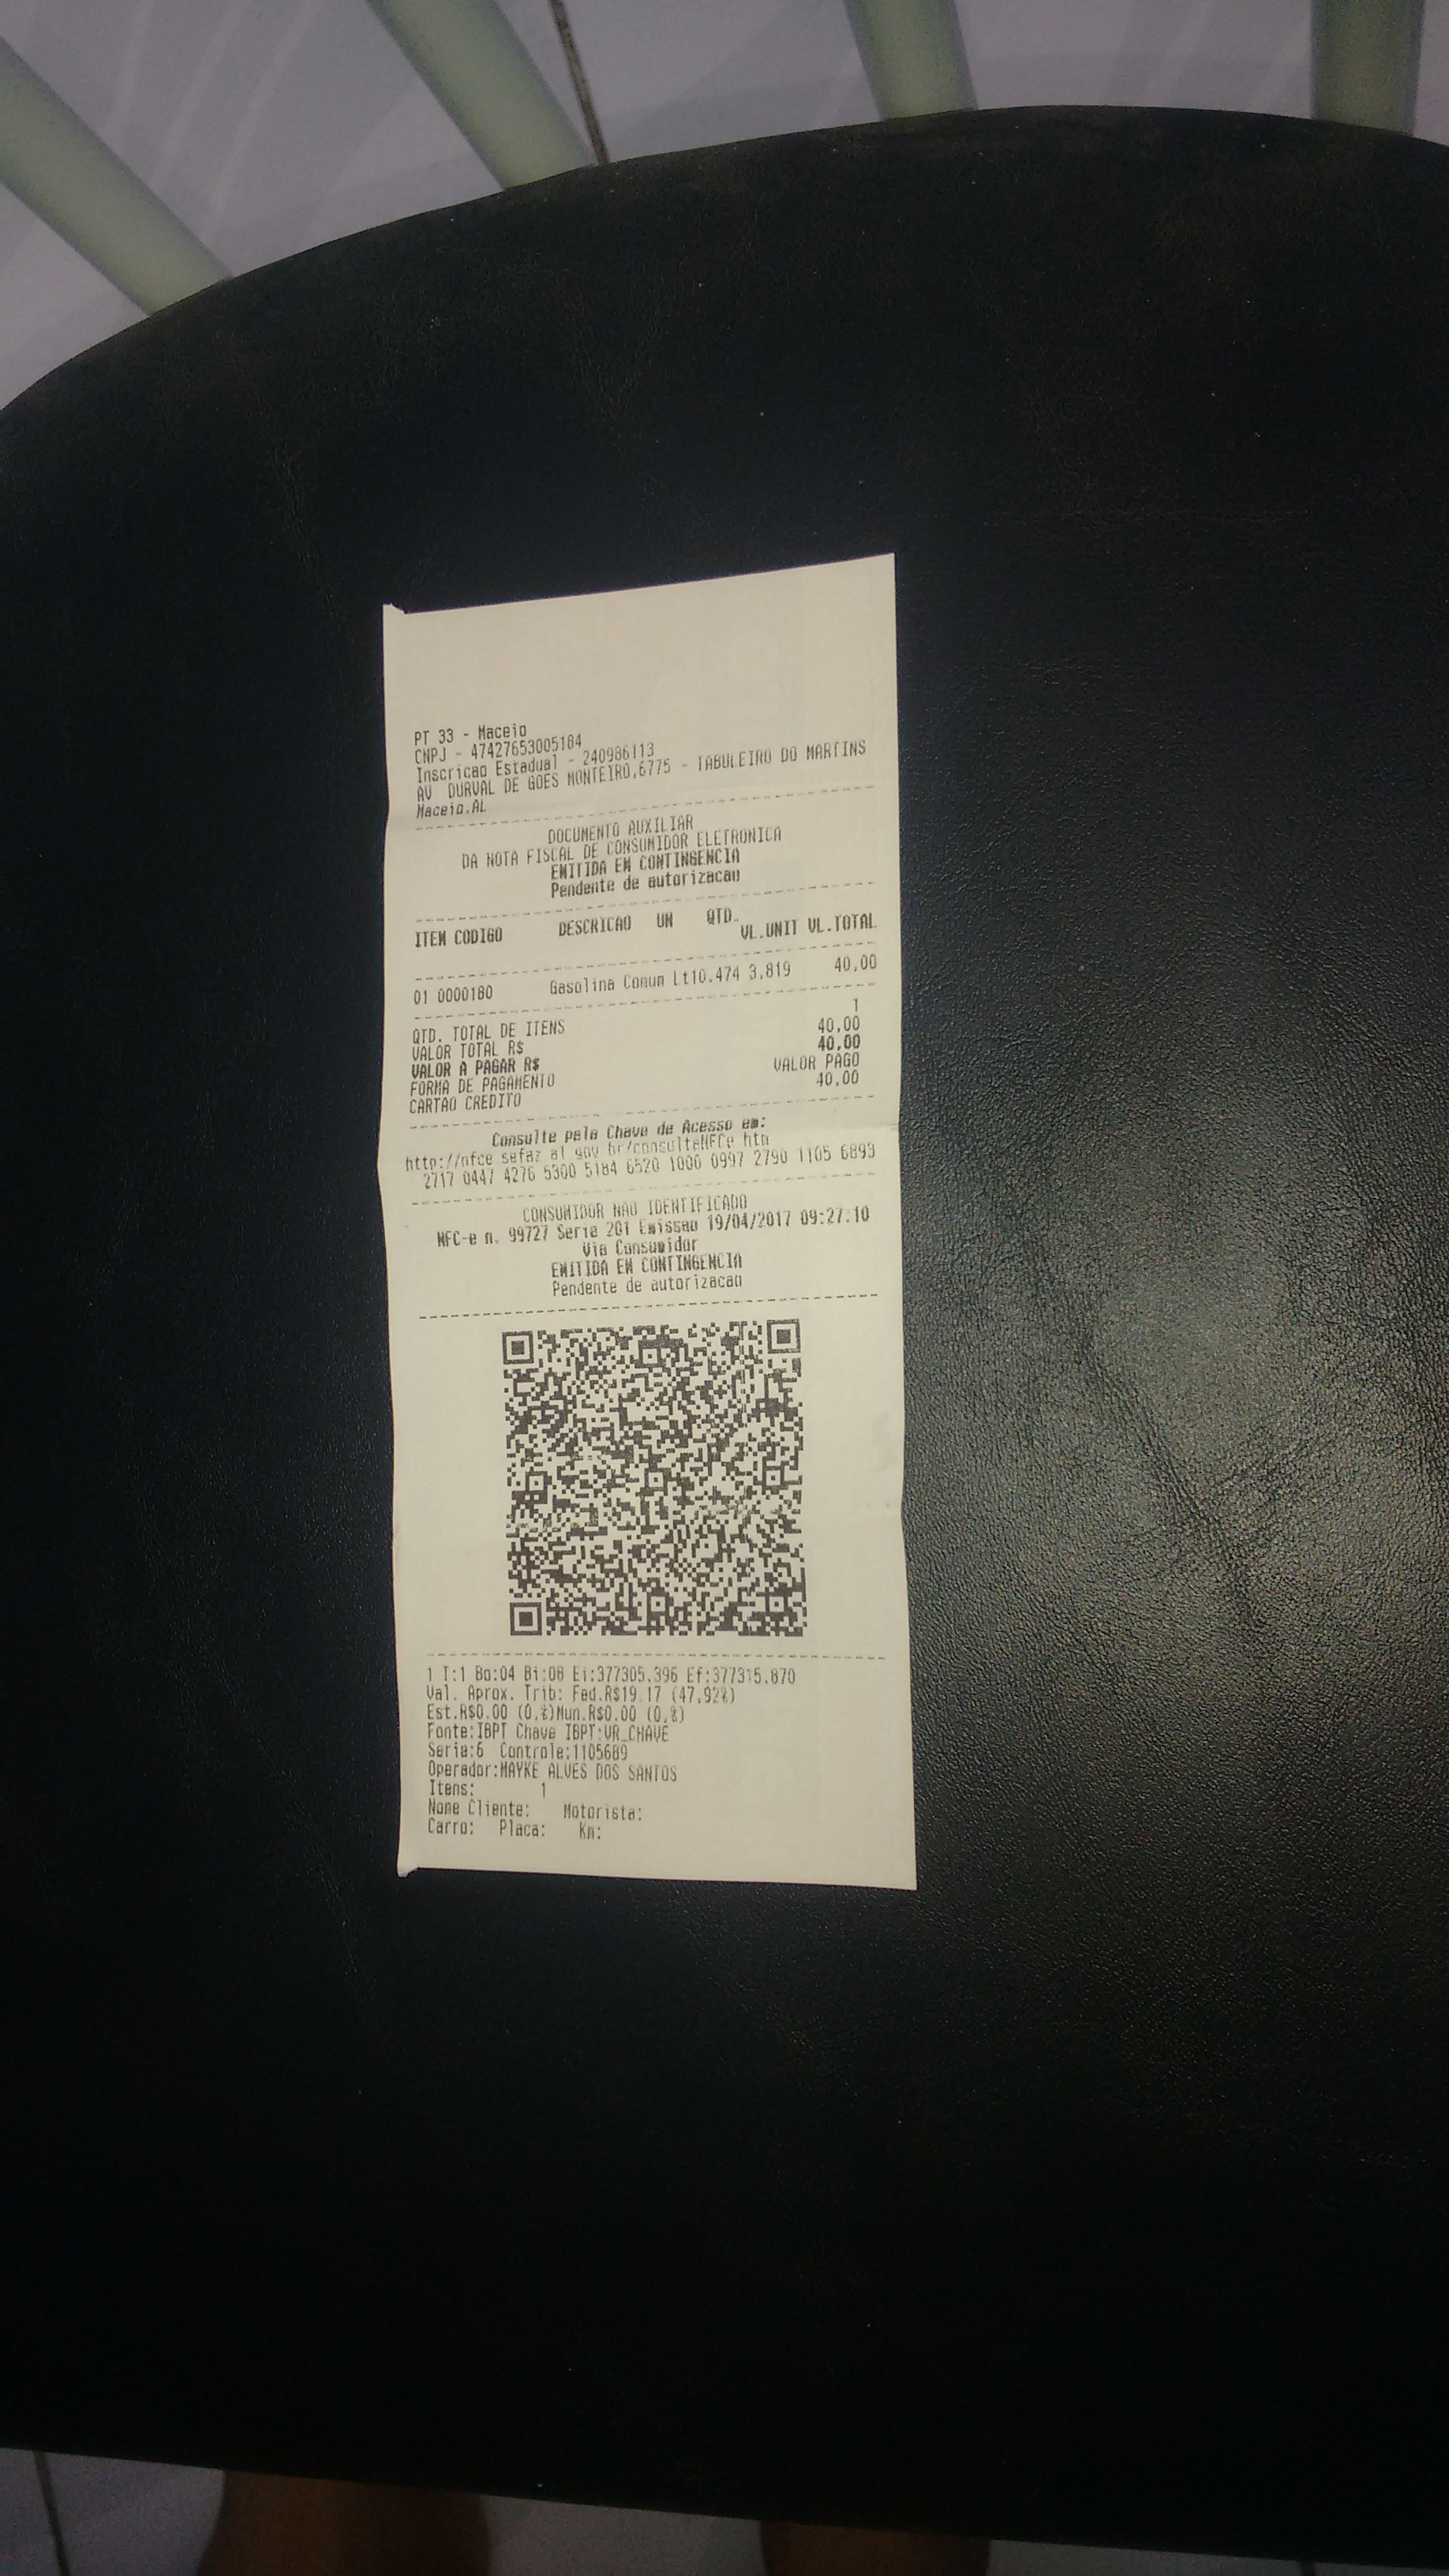 PT 33 - Maceio
CNPJ - 47427653005184
Inscricao Estadual - 240986113
AV DURVAL DE GOES MONTEIRO,6775 - TABULEIRO DO MARTINS
Maceio.AL
DOCUMENTO AUXILIAR
DA NOTA FISCAL DE CONSUMIDOR ELETRONICA
EMITIDA EM CONTINGENCIA
Pendente de autorizacao
ITEM CODIGO DESCRICAO UN QTD. VL.UNIT VL.TOTAL
01 0000180 Gasolina Comum Lt10.474 3,819 40,00
QTD. TOTAL DE ITENS 1
VALOR TOTAL R$ 40,00
VALOR A PAGAR R$ 40,00
FORMA DE PAGAMENTO VALOR PAGO
CARTAO CREDITO 40,00
Consulte pela Chave de Acesso em:
http://nfce.sefaz.al.gov.br/consultaNFCe.htm
2717 0447 4276 5300 5184 6520 1000 0997 2790 1105 6893
CONSUMIDOR NAO IDENTIFICADO
NFC-e n. 99727 Serie 201 Emissao 19/04/2017 09:27:10
Via Consumidor
EMITIDA EM CONTINGENCIA
Pendente de autorizacao
1 T:1 Bo:04 Bi:08 Ei:377305.396 Ef:377315.870
Val. Aprox. Trib: Fed.R$19.17 (47,92%)
Est.R$0.00 (0,%)Mun.R$0.00 (0,%)
Fonte:IBPT Chave IBPT:VR_CHAVE
Serie:6 Controle:1105689
Operador:MAYKE ALVES DOS SANTOS
Itens: 1
Nome Cliente: Motorista:
Carro: Placa: Km: